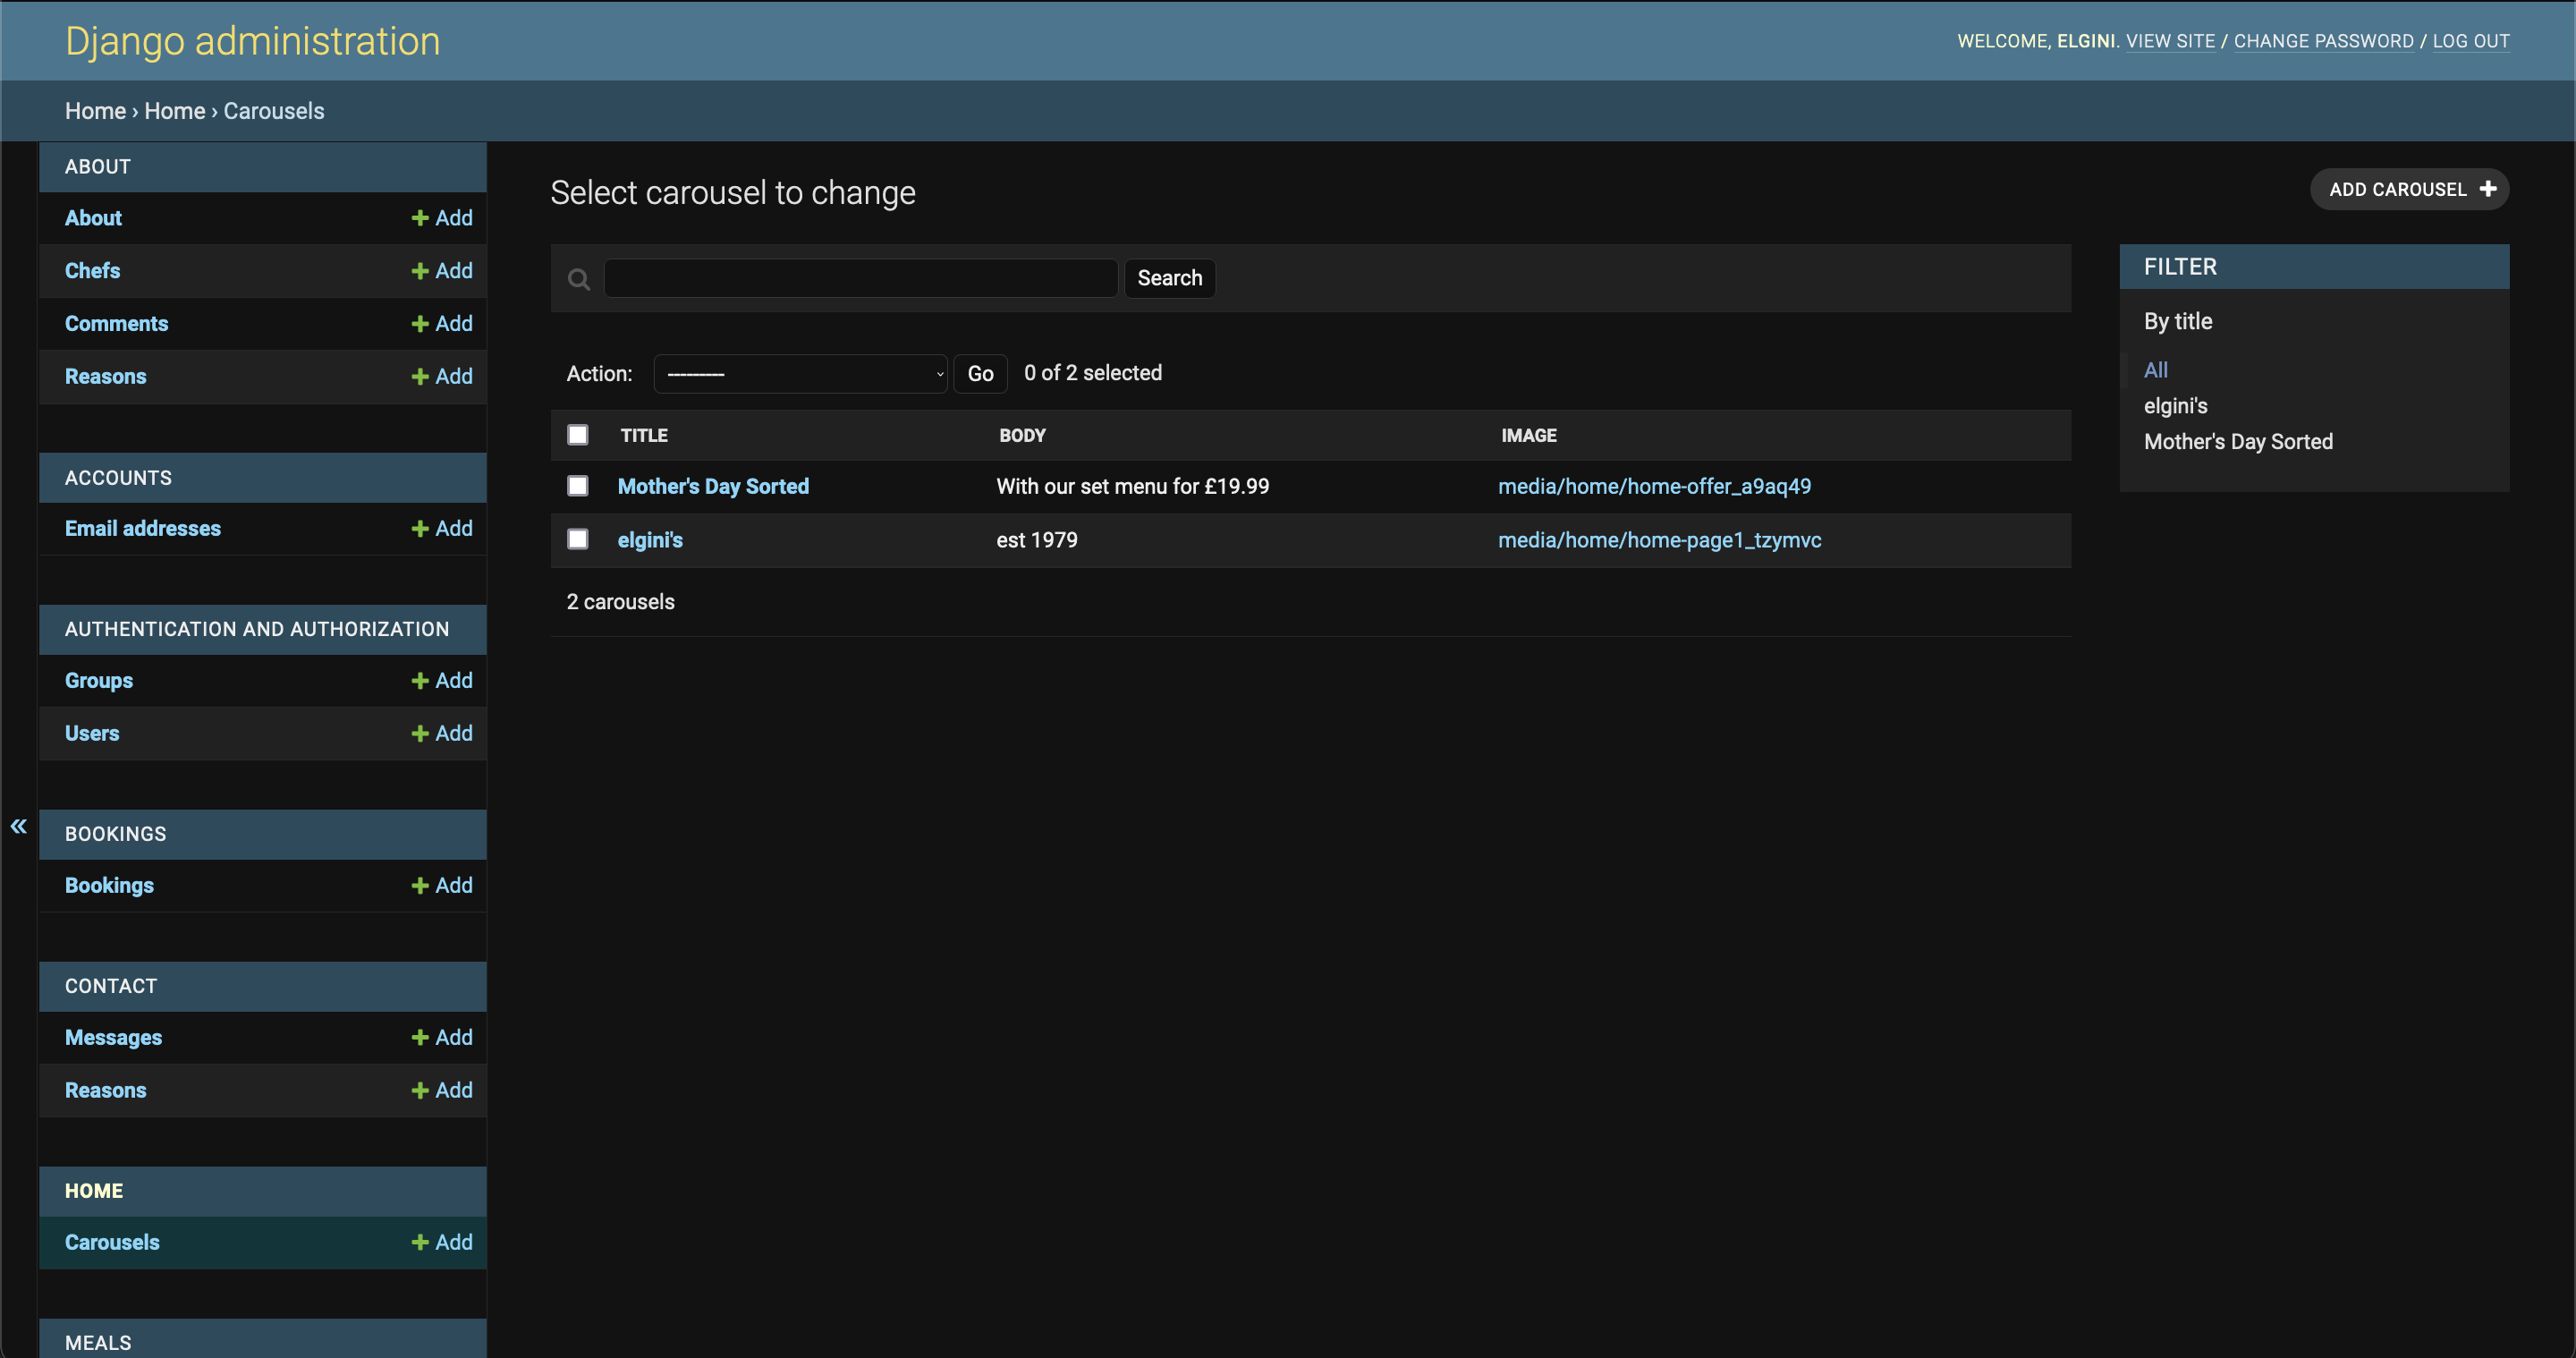 Django administration
WELCOME, ELGINI. VIEW SITE / CHANGE PASSWORD / LOG OUT
Home › Home › Carousels
ABOUT
About + Add
Chefs + Add
Comments + Add
Reasons + Add
ACCOUNTS
Email addresses + Add
AUTHENTICATION AND AUTHORIZATION
Groups + Add
Users + Add
BOOKINGS
Bookings + Add
CONTACT
Messages + Add
Reasons + Add
HOME
Carousels + Add
MEALS
«
Select carousel to change
ADD CAROUSEL +
Search
Action: --------- Go 0 of 2 selected
TITLE BODY IMAGE
Mother's Day Sorted With our set menu for £19.99 media/home/home-offer_a9aq49
elgini's est 1979 media/home/home-page1_tzymvc
2 carousels
FILTER
By title
All
elgini's
Mother's Day Sorted